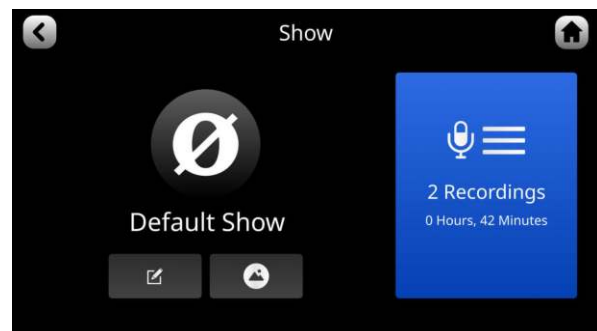 Show
Ø
Default Show
2 Recordings
0 Hours, 42 Minutes